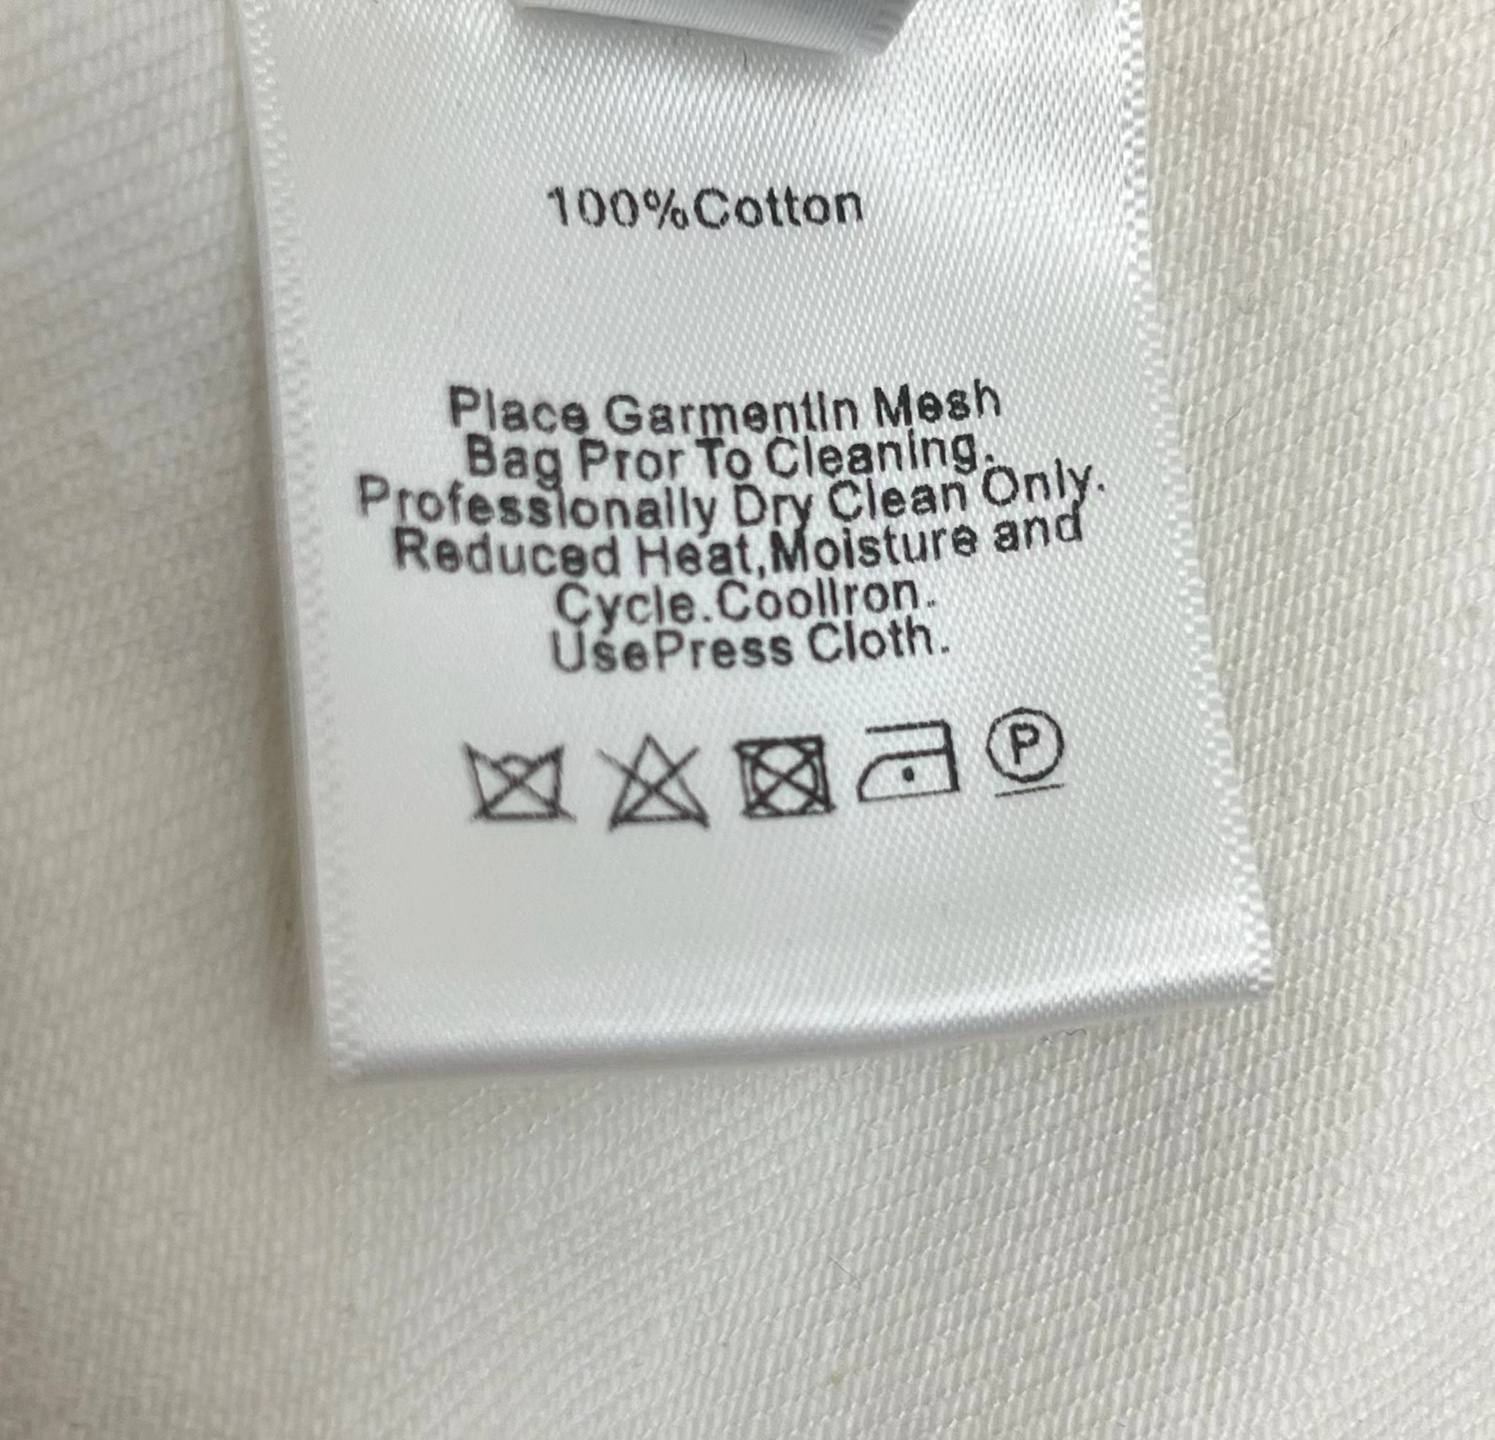 100%Cotton
Place GarmentIn Mesh
Bag Pror To Cleaning.
Professionally Dry Clean Only.
Reduced Heat,Moisture and
Cycle.CoolIron.
UsePress Cloth.
P